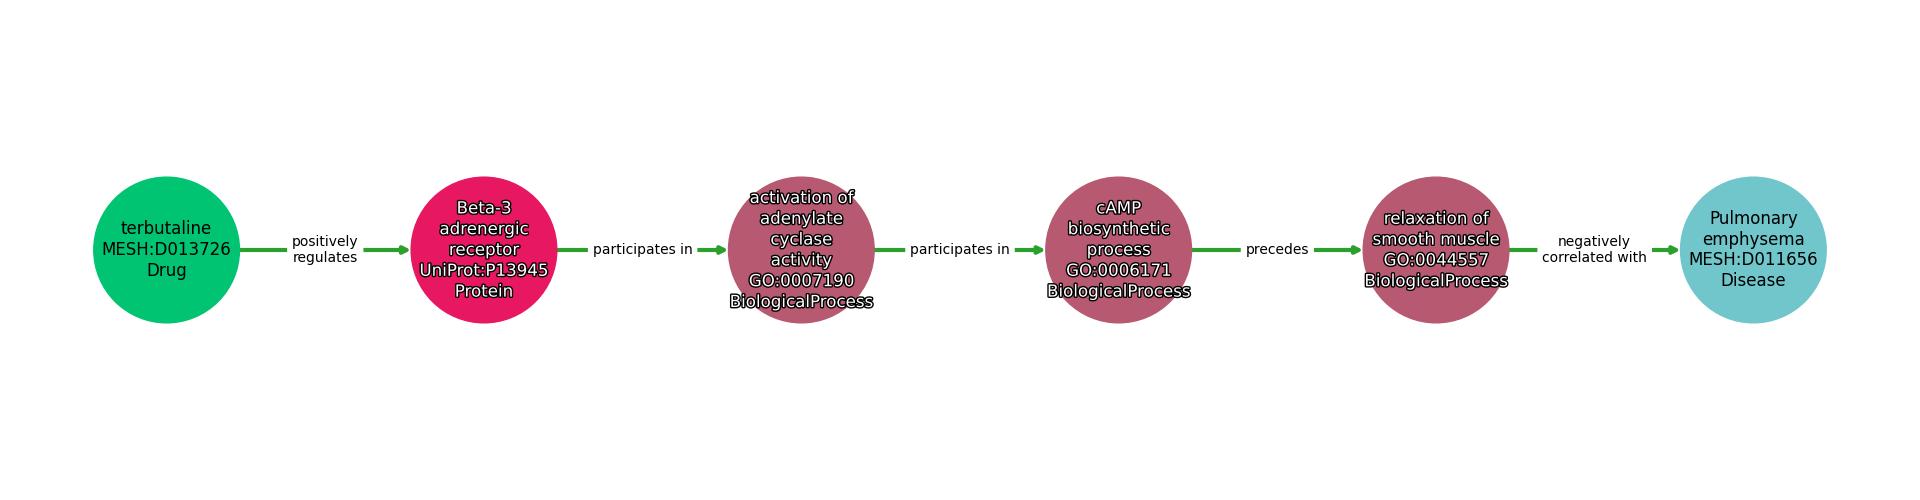 terbutaline
MESH:D013726
Drug
positively
regulates
Beta-3
adrenergic
receptor
UniProt:P13945
Protein
participates in
activation of
adenylate
cyclase
activity
GO:0007190
BiologicalProcess
participates in
cAMP
biosynthetic
process
GO:0006171
BiologicalProcess
precedes
relaxation of
smooth muscle
GO:0044557
BiologicalProcess
negatively
correlated with
Pulmonary
emphysema
MESH:D011656
Disease